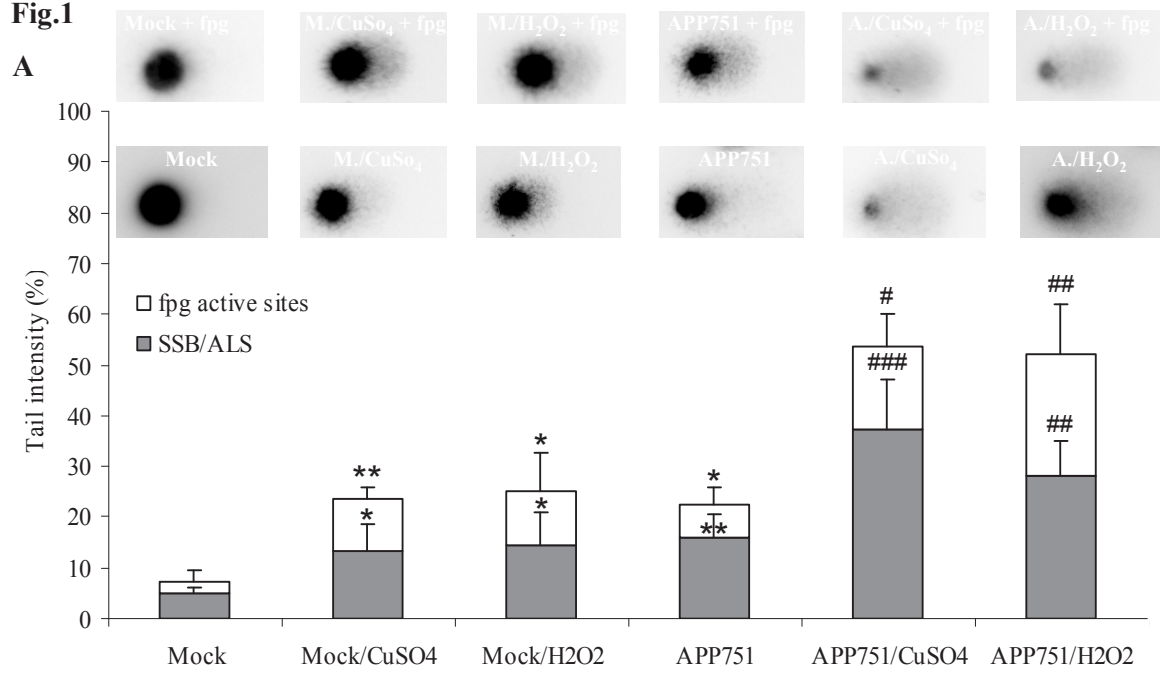 Fig.1
A
Mock + fpg M./CuSo4 + fpg M./H2O2 + fpg APP751 + fpg A./CuSo4 + fpg A./H2O2 + fpg
100
90
Mock M./CuSo4 M./H2O2 APP751 A./CuSo4 A./H2O2
80
70
60
50
40
30
20
10
0
Tail intensity (%)
fpg active sites
SSB/ALS
** * * * * ** # ### ## ##
Mock Mock/CuSO4 Mock/H2O2 APP751 APP751/CuSO4 APP751/H2O2